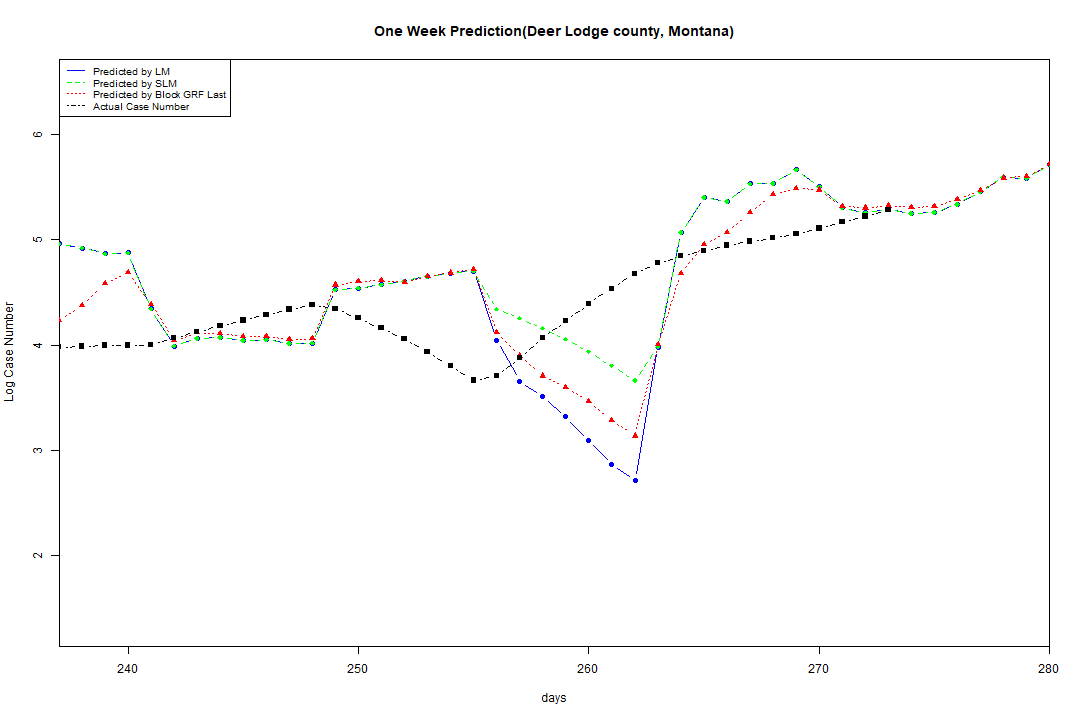 One Week Prediction(Deer Lodge county, Montana)
Predicted by LM
Predicted by SLM
Predicted by Block GRF Last
Actual Case Number
6
5
4
3
2
Log Case Number
240 250 260 270 280
days